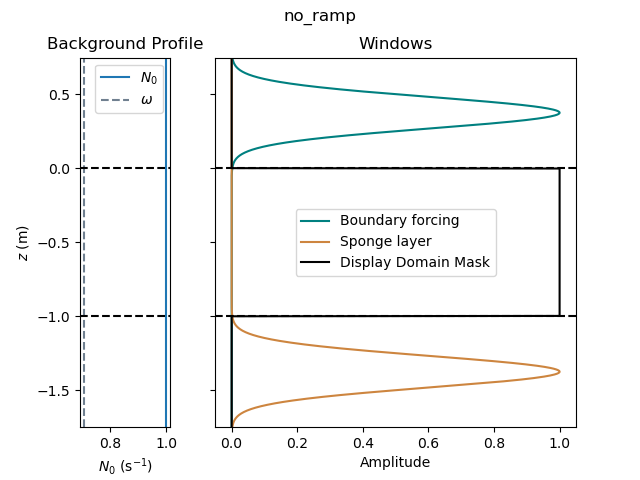 no_ramp
Background Profile
Windows
N₀
ω
0.5
0.0
−0.5
−1.0
−1.5
z (m)
Boundary forcing
Sponge layer
Display Domain Mask
0.8 1.0
0.0 0.2 0.4 0.6 0.8 1.0
N₀ (s⁻¹)
Amplitude